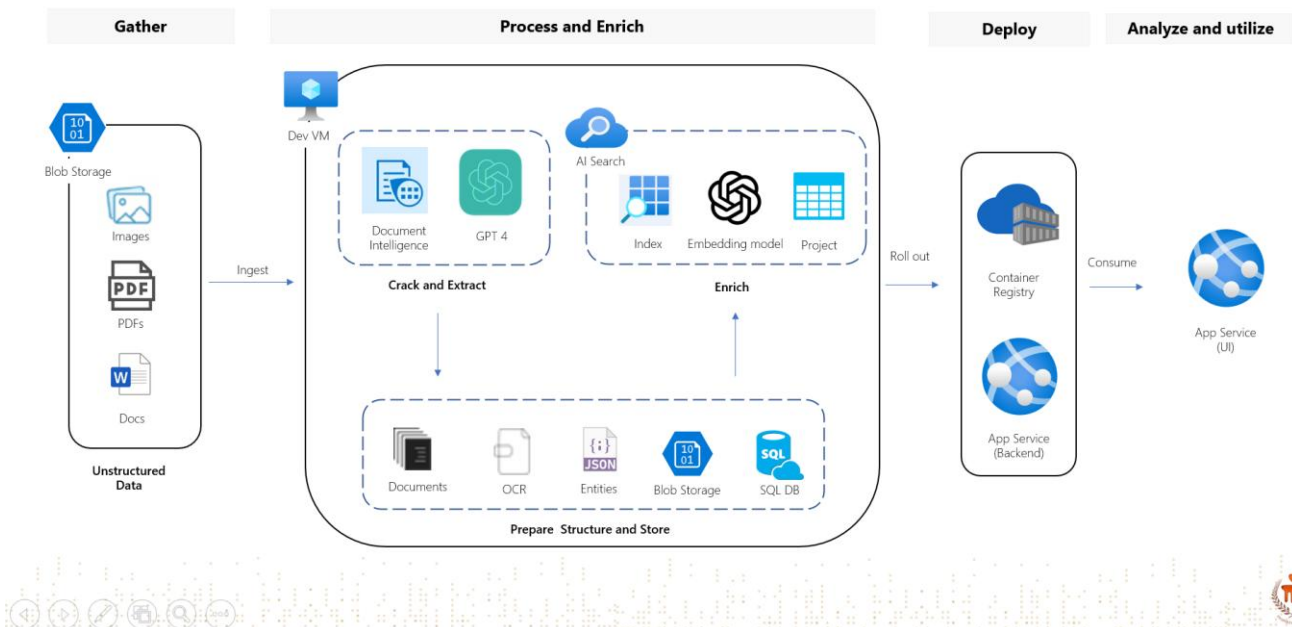 Gather
Process and Enrich
Deploy
Analyze and utilize
10
01
Blob Storage
Images
PDF
PDFs
W
Docs
Unstructured
Data
Ingest
Dev VM
Document
Intelligence
GPT 4
Crack and Extract
AI Search
Index
Embedding model
Project
Enrich
Documents
OCR
{;}
JSON
Entities
10
01
Blob Storage
SQL
SQL DB
Prepare Structure and Store
Roll out
Container
Registry
App Service
(Backend)
Consume
App Service
(UI)